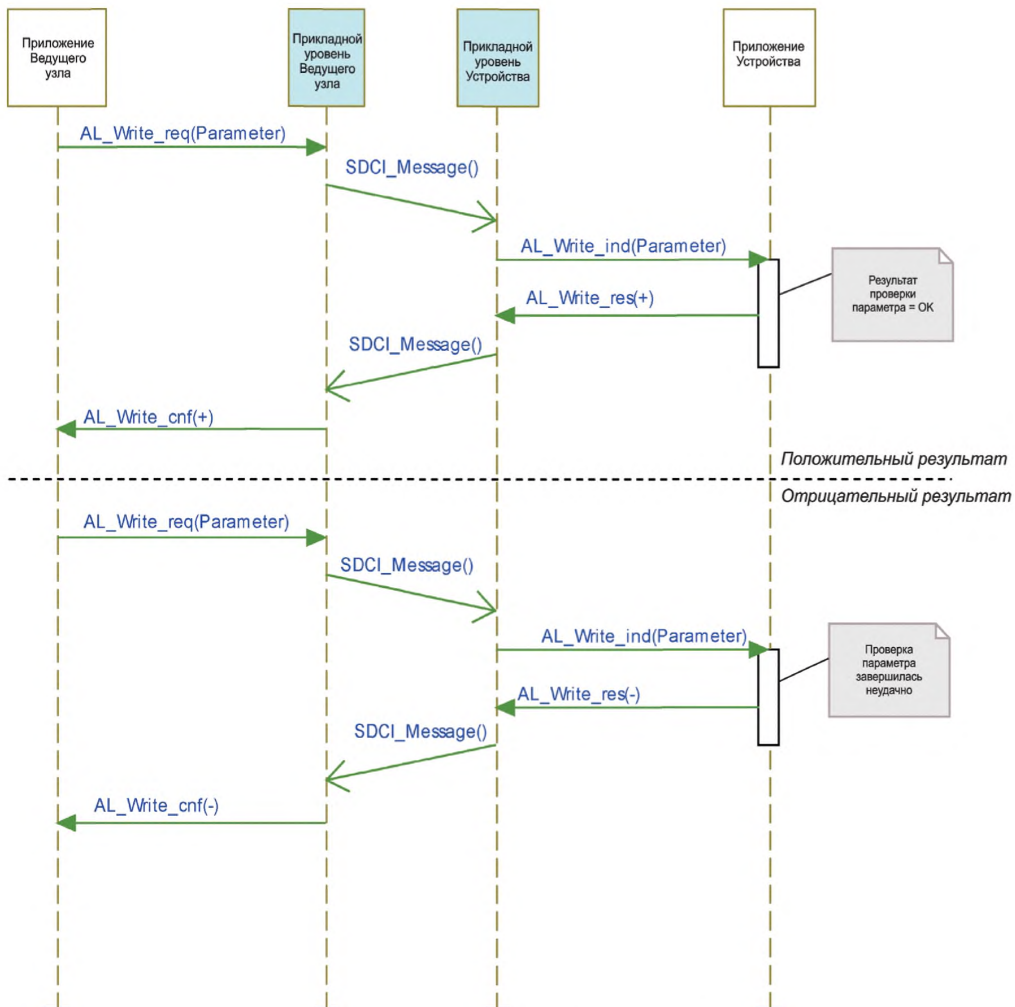 Приложение
Ведущего
узла
Прикладной
уровень
Ведущего
узла
Прикладной
уровень
Устройства
Приложение
Устройства
AL_Write_req(Parameter)
SDCI_Message()
AL_Write_ind(Parameter)
Результат
проверки
параметра = OK
AL_Write_res(+)
SDCI_Message()
AL_Write_cnf(+)
Положительный результат
Отрицательный результат
AL_Write_req(Parameter)
SDCI_Message()
AL_Write_ind(Parameter)
Проверка
параметра
завершилась
неудачно
AL_Write_res(-)
SDCI_Message()
AL_Write_cnf(-)